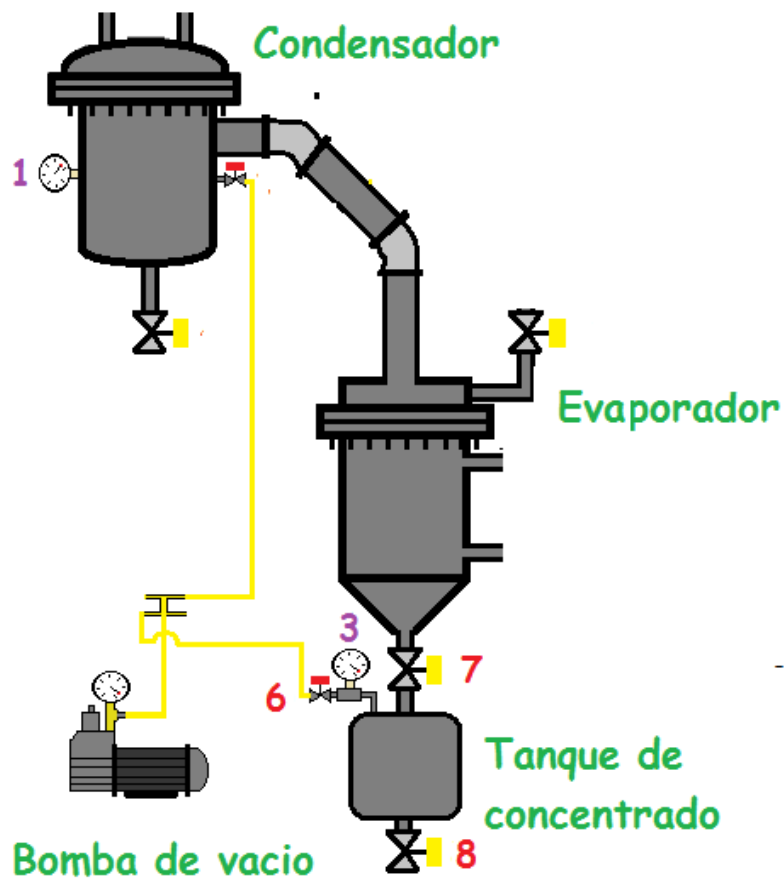 Condensador
1
Evaporador
3
7
6
Tanque de
concentrado
8
Bomba de vacio